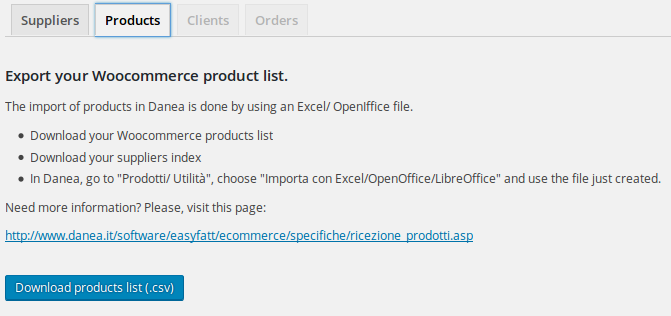 Suppliers Products Clients Orders
Export your Woocommerce product list.
The import of products in Danea is done by using an Excel/ OpenIffice file.
Download your Woocommerce products list
Download your suppliers index
In Danea, go to "Prodotti/ Utilità", choose "Importa con Excel/OpenOffice/LibreOffice" and use the file just created.
Need more information? Please, visit this page:
http://www.danea.it/software/easyfatt/ecommerce/specifiche/ricezione_prodotti.asp
Download products list (.csv)